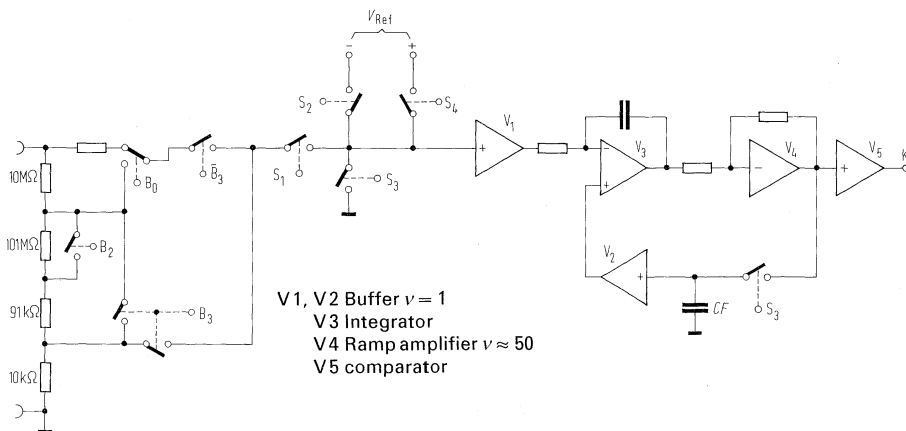 V_Ref
- +
S₂ S₄
V₁
V₃
V₄
V₅
K
B₀
B̄₃
S₁
S₃
10MΩ
101MΩ
B₂
91kΩ
B₃
10kΩ
V₂
CF
S₃
V1, V2 Buffer v = 1
V3 Integrator
V4 Ramp amplifier v ≈ 50
V5 comparator